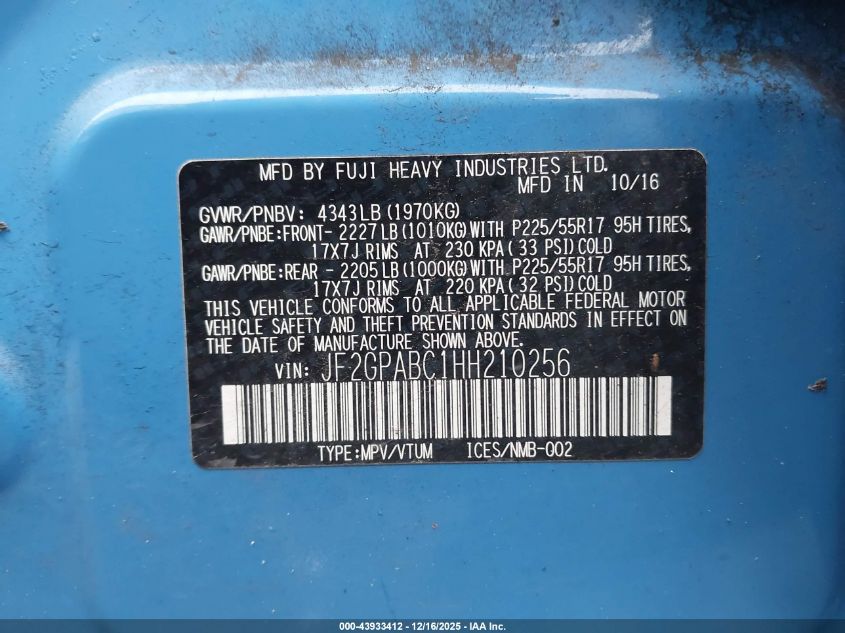 MFD BY FUJI HEAVY INDUSTRIES LTD.
MFD IN 10/16
GVWR/PNBV: 4343LB(1970KG)
GAWR/PNBE:FRONT- 2227LB(1010KG)WITH P225/55R17 95H TIRES,
17X7J RIMS AT 230 KPA( 33 PSI)COLD
GAWR/PNBE:REAR - 2205LB(1000KG)WITH P225/55R17 95H TIRES,
17X7J RIMS AT 220 KPA( 32 PSI)COLD
THIS VEHICLE CONFORMS TO ALL APPLICABLE FEDERAL MOTOR
VEHICLE SAFETY AND THEFT PREVENTION STANDARDS IN EFFECT ON
THE DATE OF MANUFACTURE SHOWN ABOVE.
VIN: JF2GPABC1HH210256
TYPE:MPV/VTUM ICES/NMB-002
000-43933412 - 12/16/2025 - IAA Inc.